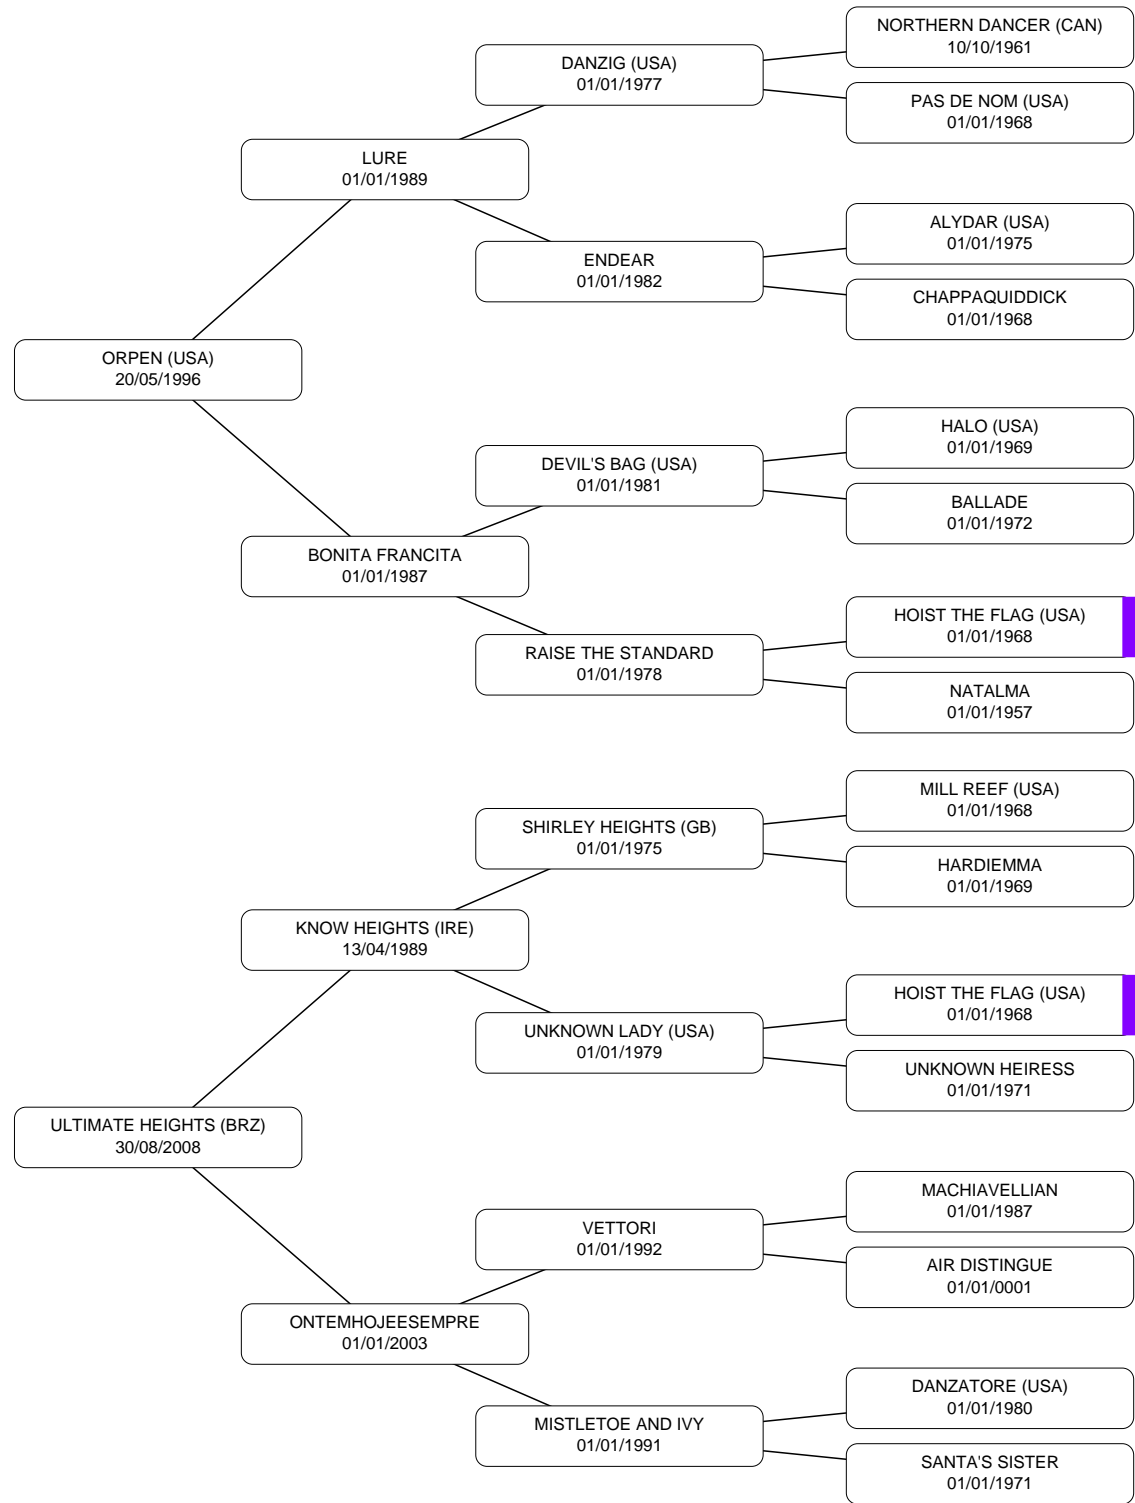 NORTHERN DANCER (CAN)
10/10/1961
DANZIG (USA)
01/01/1977
PAS DE NOM (USA)
01/01/1968
LURE
01/01/1989
ALYDAR (USA)
01/01/1975
ENDEAR
01/01/1982
CHAPPAQUIDDICK
01/01/1968
ORPEN (USA)
20/05/1996
HALO (USA)
01/01/1969
DEVIL'S BAG (USA)
01/01/1981
BALLADE
01/01/1972
BONITA FRANCITA
01/01/1987
HOIST THE FLAG (USA)
01/01/1968
RAISE THE STANDARD
01/01/1978
NATALMA
01/01/1957
MILL REEF (USA)
01/01/1968
SHIRLEY HEIGHTS (GB)
01/01/1975
HARDIEMMA
01/01/1969
KNOW HEIGHTS (IRE)
13/04/1989
HOIST THE FLAG (USA)
01/01/1968
UNKNOWN LADY (USA)
01/01/1979
UNKNOWN HEIRESS
01/01/1971
ULTIMATE HEIGHTS (BRZ)
30/08/2008
MACHIAVELLIAN
01/01/1987
VETTORI
01/01/1992
AIR DISTINGUE
01/01/0001
ONTEMHOJEESEMPRE
01/01/2003
DANZATORE (USA)
01/01/1980
MISTLETOE AND IVY
01/01/1991
SANTA'S SISTER
01/01/1971